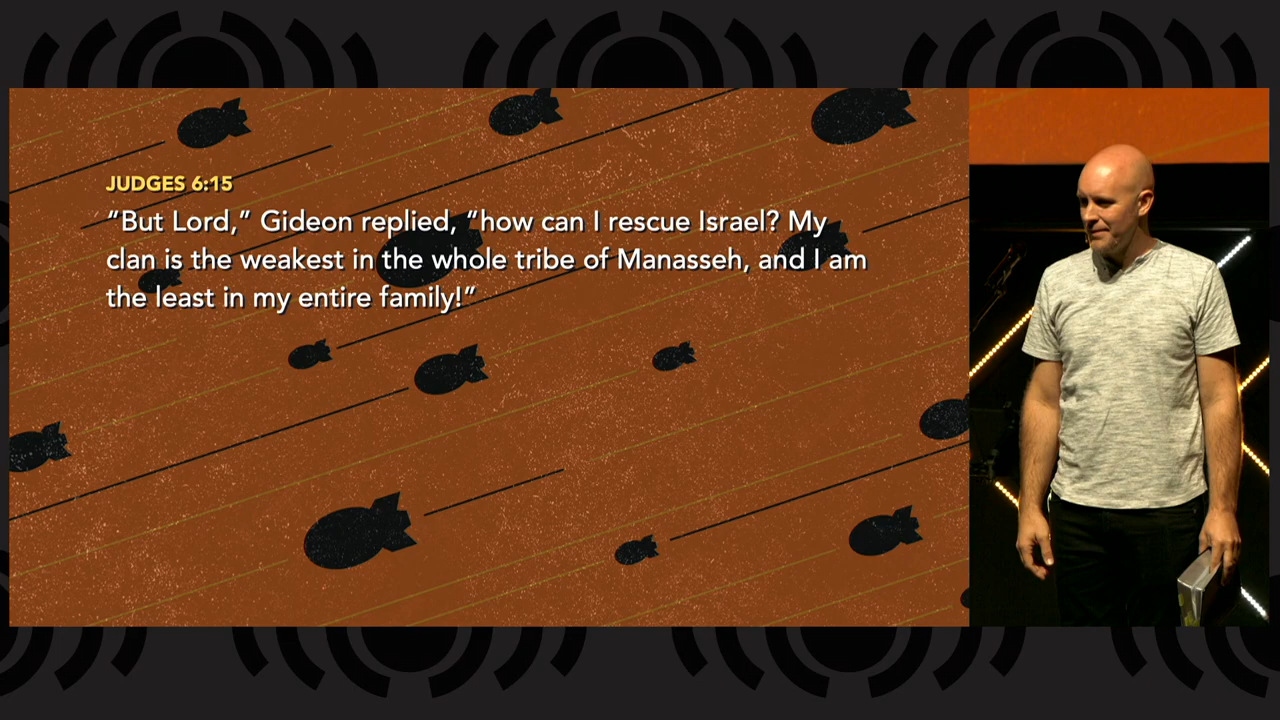 JUDGES 6:15
“But Lord,” Gideon replied, “how can I rescue Israel? My
clan is the weakest in the whole tribe of Manasseh, and I am
the least in my entire family!”